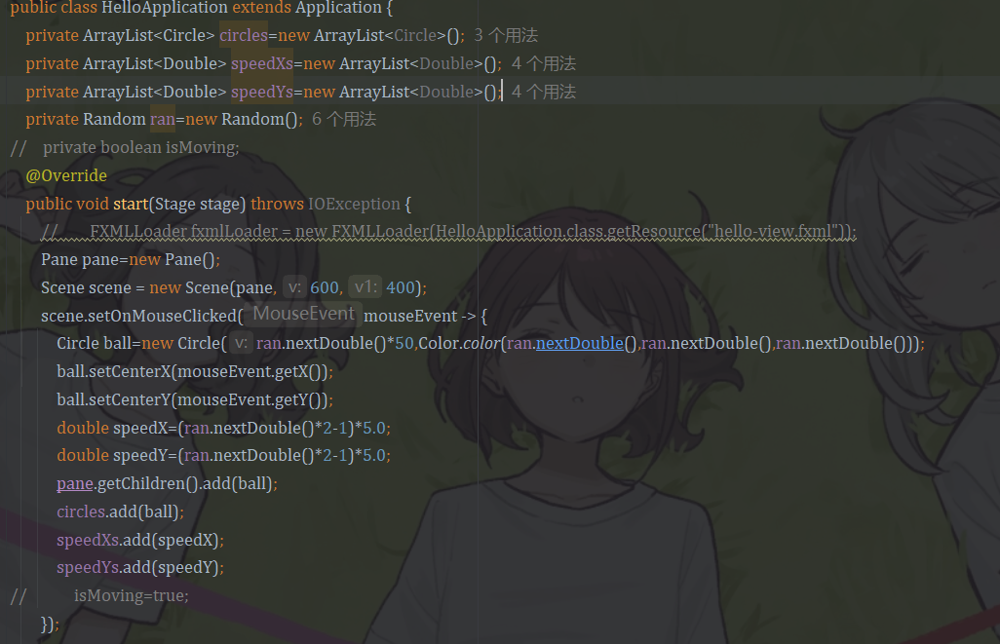 public class HelloApplication extends Application {
private ArrayList<Circle> circles=new ArrayList<Circle>(); 3 个用法
private ArrayList<Double> speedXs=new ArrayList<Double>(); 4 个用法
private ArrayList<Double> speedYs=new ArrayList<Double>(); 4 个用法
private Random ran=new Random(); 6 个用法
// private boolean isMoving;
@Override
public void start(Stage stage) throws IOException {
// FXMLLoader fxmlLoader = new FXMLLoader(HelloApplication.class.getResource("hello-view.fxml"));
Pane pane=new Pane();
Scene scene = new Scene(pane, v: 600, v1: 400);
scene.setOnMouseClicked( MouseEvent mouseEvent -> {
Circle ball=new Circle( v: ran.nextDouble()*50,Color.color(ran.nextDouble(),ran.nextDouble(),ran.nextDouble()));
ball.setCenterX(mouseEvent.getX());
ball.setCenterY(mouseEvent.getY());
double speedX=(ran.nextDouble()*2-1)*5.0;
double speedY=(ran.nextDouble()*2-1)*5.0;
pane.getChildren().add(ball);
circles.add(ball);
speedXs.add(speedX);
speedYs.add(speedY);
// isMoving=true;
});